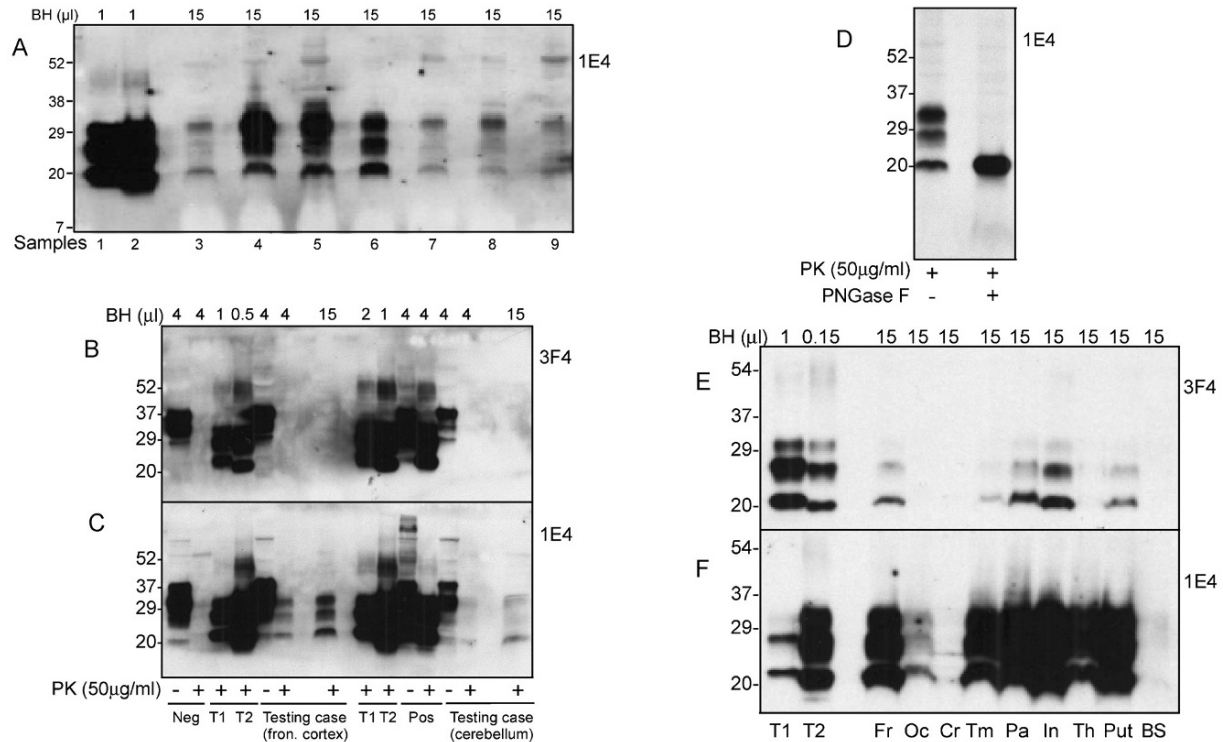 BH (µl) 1 1 15 15 15 15 15 15 15
A
1E4
52
38
29
20
7
Samples 1 2 3 4 5 6 7 8 9
BH (µl) 4 4 1 0.5 4 4 15 2 1 4 4 4 4 15
B
3F4
52
37
29
20
C
1E4
52
37
29
20
PK (50µg/ml) - + + + - + + + + - + - + +
Neg T1 T2 Testing case (fron. cortex) T1 T2 Pos Testing case (cerebellum)
D
1E4
52
37
29
20
PK (50µg/ml) + +
PNGase F - +
BH (µl) 1 0.15 15 15 15 15 15 15 15 15 15
E
3F4
54
37
29
20
F
1E4
54
37
29
20
T1 T2 Fr Oc Cr Tm Pa In Th Put BS